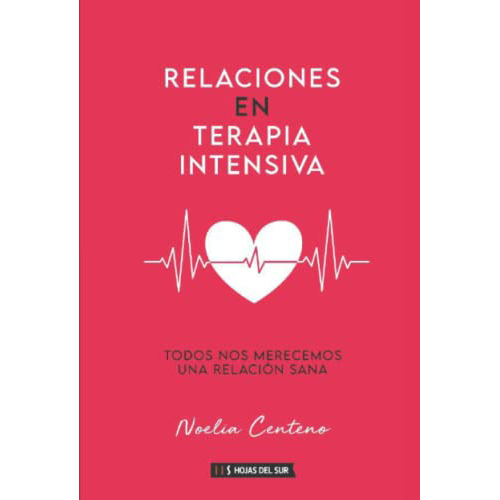 RELACIONES
EN
TERAPIA
INTENSIVA
TODOS NOS MERECEMOS
UNA RELACIÓN SANA
Noelia Centeno
HOJAS DEL SUR